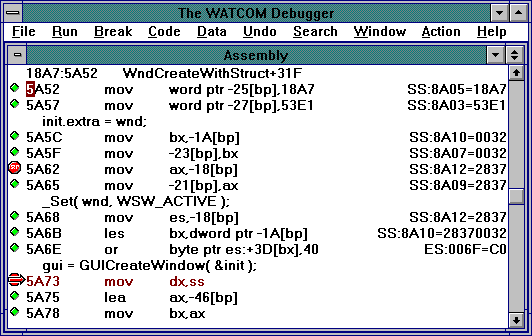 The WATCOM Debugger
File Run Break Code Data Undo Search Window Action Help
Assembly
18A7:5A52 WndCreateWithStruct+31F
5A52 mov word ptr -25[bp],18A7 SS:8A05=18A7
5A57 mov word ptr -27[bp],53E1 SS:8A03=53E1
init.extra = wnd;
5A5C mov bx,-1A[bp] SS:8A10=0032
5A5F mov -23[bp],bx SS:8A07=0032
5A62 mov ax,-18[bp] SS:8A12=2837
5A65 mov -21[bp],ax SS:8A09=2837
_Set( wnd, WSW_ACTIVE );
5A68 mov es,-18[bp] SS:8A12=2837
5A6B les bx,dword ptr -1A[bp] SS:8A10=28370032
5A6E or byte ptr es:+3D[bx],40 ES:006F=C0
gui = GUICreateWindow( &init );
5A73 mov dx,ss
5A75 lea ax,-46[bp]
5A78 mov bx,ax